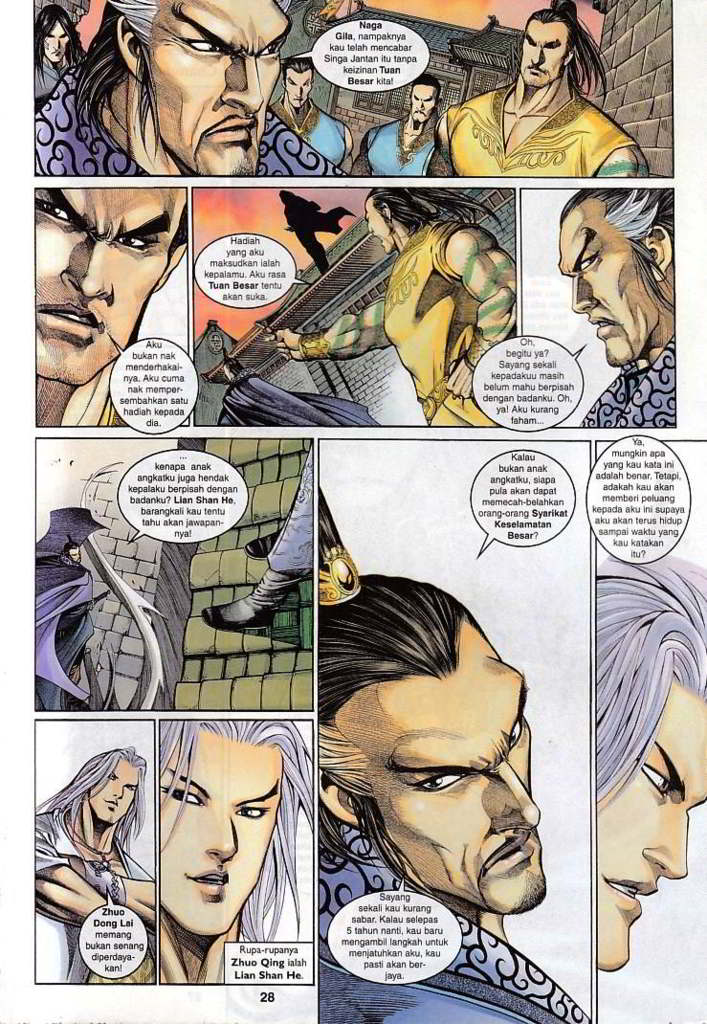 Naga
Gila, nampaknya
kau telah mencabar
Singa Jantan itu tanpa
keizinan Tuan
Besar kita!
Aku
bukan nak
menderhakai-
nya. Aku cuma
nak memper-
sembahkan satu
hadiah kepada
dia.
Hadiah
yang aku
maksudkan ialah
kepalamu. Aku rasa
Tuan Besar tentu
akan suka.
Oh,
begitu ya?
Sayang sekali
kepadaku masih
belum mahu berpisah
dengan badanku. Oh,
ya! Aku kurang
faham...
...
kenapa anak
angkatku juga hendak
kepalaku berpisah dengan
badanku? Lian Shan He,
barangkali kau tentu
tahu akan jawapan-
nya!
Kalau
bukan anak
angkatku, siapa
pula akan dapat
memecah-belahkan
orang-orang Syarikat
Keselamatan
Besar?
Ya,
mungkin apa
yang kau kata ini
adalah benar. Tetapi,
adakah kau akan
memberi peluang
kepada aku ini supaya
aku akan terus hidup
sampai waktu yang
kau katakan
itu?
Zhuo
Dong Lai
memang
bukan senang
diperdaya-
kan!
Rupa-rupanya
Zhuo Qing ialah
Lian Shan He.
Sayang
sekali kau kurang
sabar. Kalau selepas
5 tahun nanti, kau baru
mengambil langkah untuk
menjatuhkan aku, kau
pasti akan ber-
jaya.
28